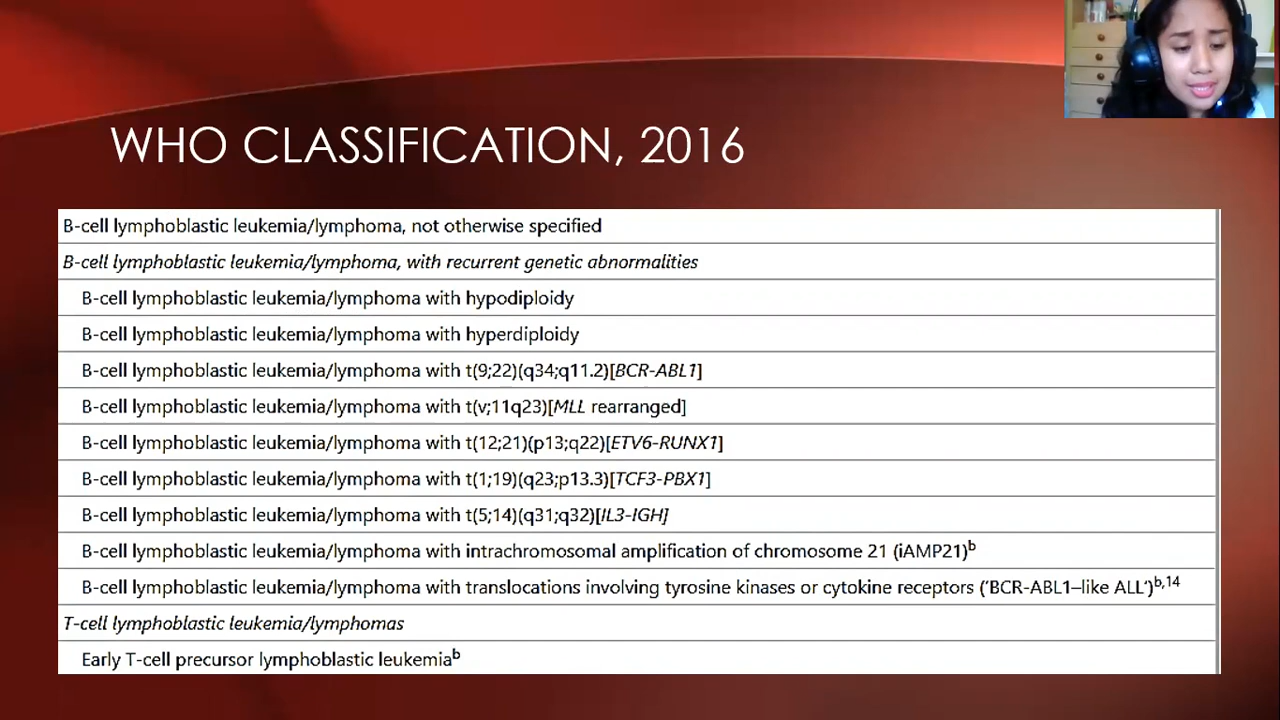 WHO CLASSIFICATION, 2016
B-cell lymphoblastic leukemia/lymphoma, not otherwise specified
B-cell lymphoblastic leukemia/lymphoma, with recurrent genetic abnormalities
B-cell lymphoblastic leukemia/lymphoma with hypodiploidy
B-cell lymphoblastic leukemia/lymphoma with hyperdiploidy
B-cell lymphoblastic leukemia/lymphoma with t(9;22)(q34;q11.2)[BCR-ABL1]
B-cell lymphoblastic leukemia/lymphoma with t(v;11q23)[MLL rearranged]
B-cell lymphoblastic leukemia/lymphoma with t(12;21)(p13;q22)[ETV6-RUNX1]
B-cell lymphoblastic leukemia/lymphoma with t(1;19)(q23;p13.3)[TCF3-PBX1]
B-cell lymphoblastic leukemia/lymphoma with t(5;14)(q31;q32)[IL3-IGH]
B-cell lymphoblastic leukemia/lymphoma with intrachromosomal amplification of chromosome 21 (iAMP21)b
B-cell lymphoblastic leukemia/lymphoma with translocations involving tyrosine kinases or cytokine receptors (‘BCR-ABL1–like ALL’)b,14
T-cell lymphoblastic leukemia/lymphomas
Early T-cell precursor lymphoblastic leukemiab